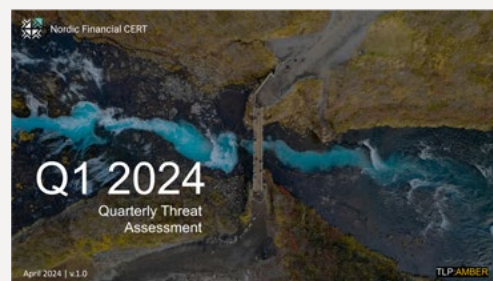 Nordic Financial CERT
Q1 2024
Quarterly Threat
Assessment
April 2024 | v.1.0
TLP:AMBER